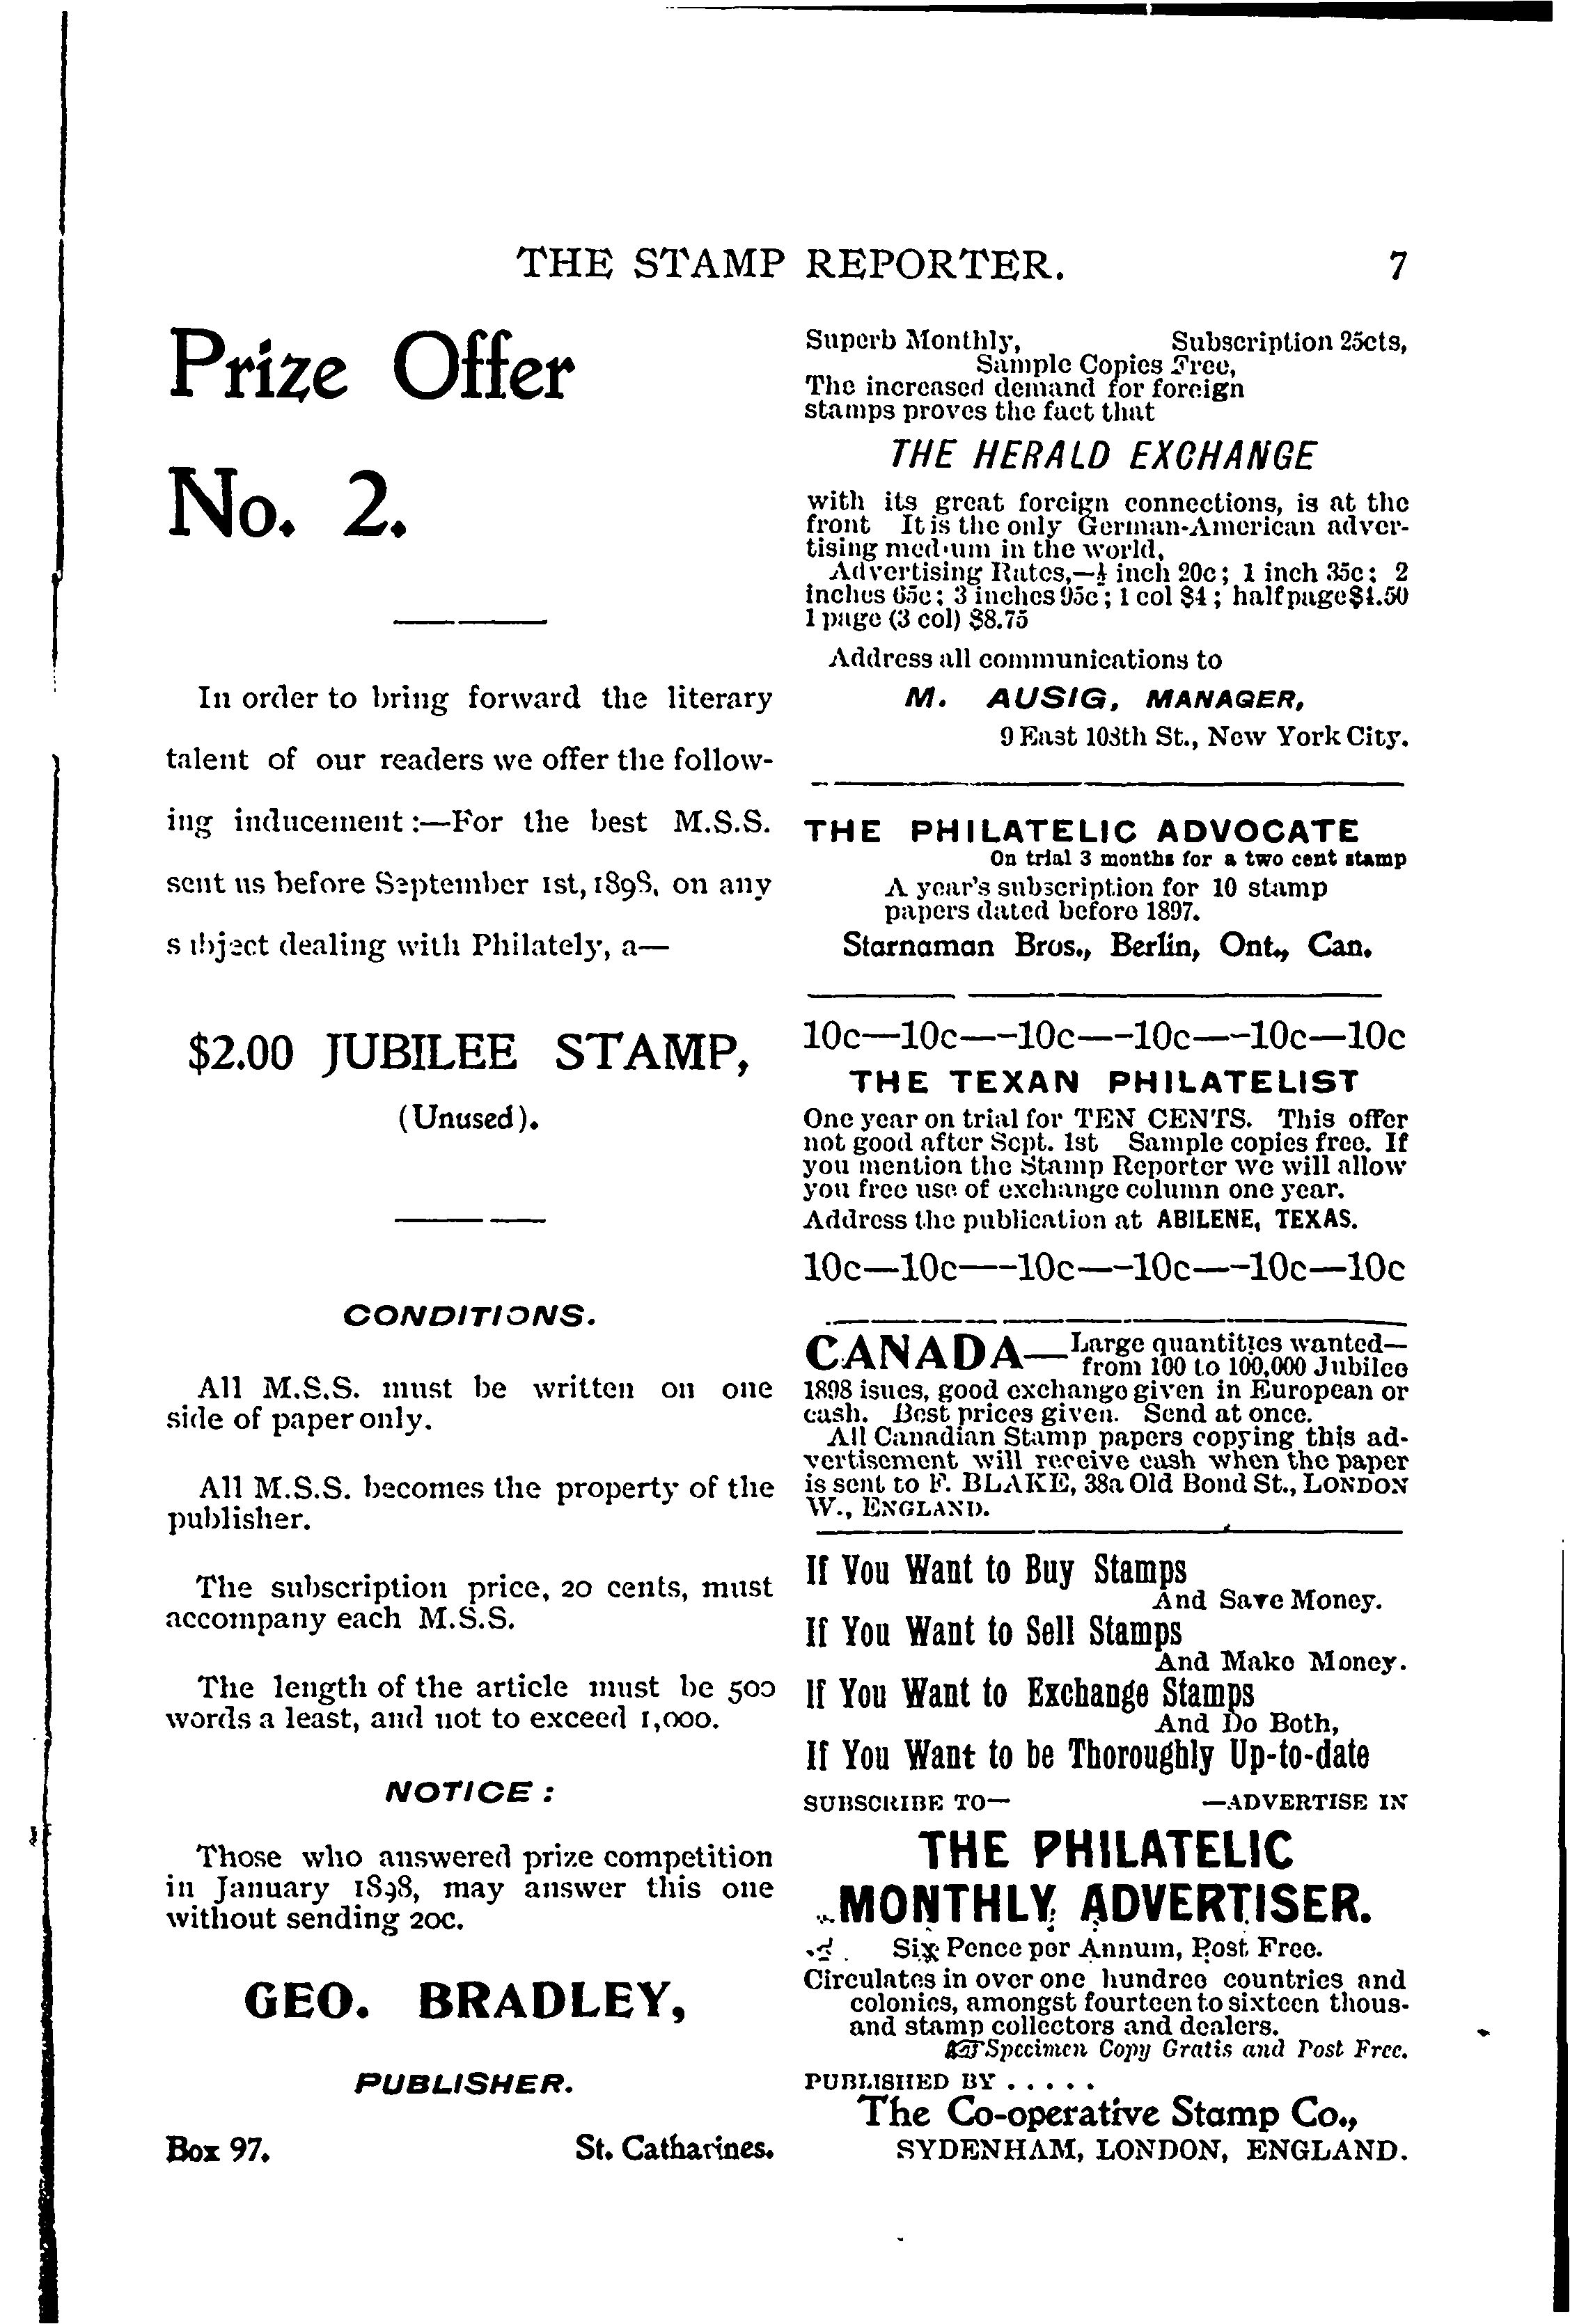 THE STAMP REPORTER. 7
Prize Offer
No. 2.
In order to bring forward the literary
talent of our readers we offer the follow-
ing inducement :—For the best M.S.S.
sent us before September 1st, 1898, on any
subject dealing with Philately, a—
$2.00 JUBILEE STAMP,
(Unused).
CONDITIONS.
All M.S.S. must be written on one
side of paper only.
All M.S.S. becomes the property of the
publisher.
The subscription price, 20 cents, must
accompany each M.S.S.
The length of the article must be 500
words a least, and not to exceed 1,000.
NOTICE :
Those who answered prize competition
in January 1898, may answer this one
without sending 20c.
GEO. BRADLEY,
PUBLISHER.
Box 97. St. Catharines.
Superb Monthly, Subscription 25cts,
Sample Copies Free,
The increased demand for foreign
stamps proves the fact that
THE HERALD EXCHANGE
with its great foreign connections, is at the
front It is the only German-American adver-
tising medium in the world,
Advertising Rates,—½ inch 20c ; 1 inch 35c ; 2
inches 65c ; 3 inches 95c ; 1 col $4 ; half page
1 page (3 col) $8.75
Address all communications to
M. AUSIG, MANAGER,
9 East 108th St., New York City.
THE PHILATELIC ADVOCATE
On trial 3 months for a two cent stamp
A year's subscription for 10 stamp
papers dated before 1897.
Starnaman Bros., Berlin, Ont., Can.
10c—10c——10c——10c——10c—10c
THE TEXAN PHILATELIST
One year on trial for TEN CENTS. This offer
not good after Sept. 1st Sample copies free. If
you mention the Stamp Reporter we will allow
you free use of exchange column one year.
Address the publication at ABILENE, TEXAS.
10c—10c——10c——10c——10c—10c
CANADA—Large quantities wanted—
from 100 to 100,000 Jubilee
1898 isues, good exchange given in European or
cash. Best prices given. Send at once.
All Canadian Stamp papers copying this ad-
vertisement will receive cash when the paper
is sent to F. BLAKE, 38a Old Bond St., LONDON
W., ENGLAND.
If You Want to Buy Stamps
And Save Money.
If You Want to Sell Stamps
And Make Money.
If You Want to Exchange Stamps
And Do Both,
If You Want to be Thoroughly Up-to-date
SUBSCRIBE TO— —ADVERTISE IN
THE PHILATELIC
MONTHLY ADVERTISER.
Six Pence per Annum, Post Free.
Circulates in over one hundred countries and
colonies, amongst fourteen to sixteen thous-
and stamp collectors and dealers.
☞Specimen Copy Gratis and Post Free.
PUBLISHED BY . . . . .
The Co-operative Stamp Co.,
SYDENHAM, LONDON, ENGLAND.